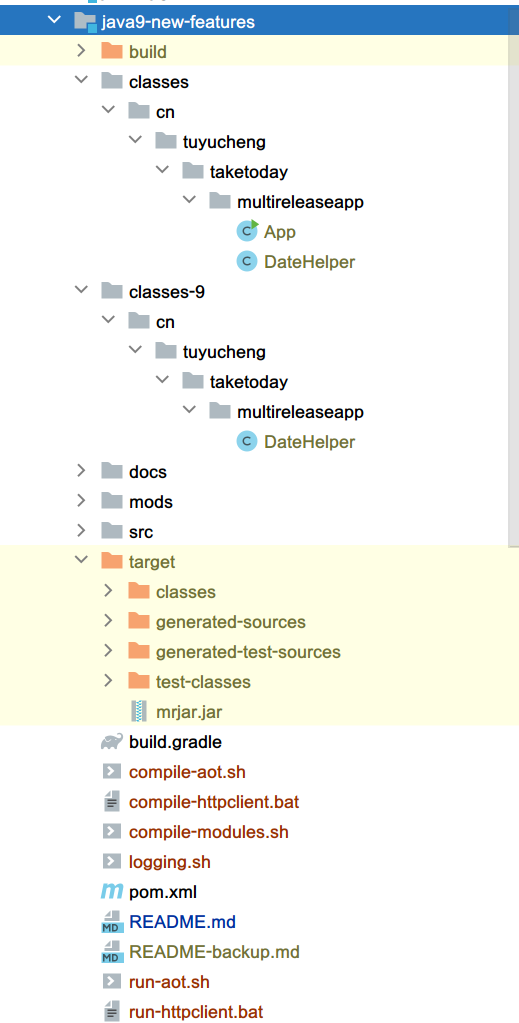 java9-new-features
build
classes
cn
tuyucheng
taketoday
multireleaseapp
C App
C DateHelper
classes-9
cn
tuyucheng
taketoday
multireleaseapp
C DateHelper
docs
mods
src
target
classes
generated-sources
generated-test-sources
test-classes
mrjar.jar
build.gradle
compile-aot.sh
compile-httpclient.bat
compile-modules.sh
logging.sh
m pom.xml
MD README.md
MD README-backup.md
run-aot.sh
run-httpclient.bat